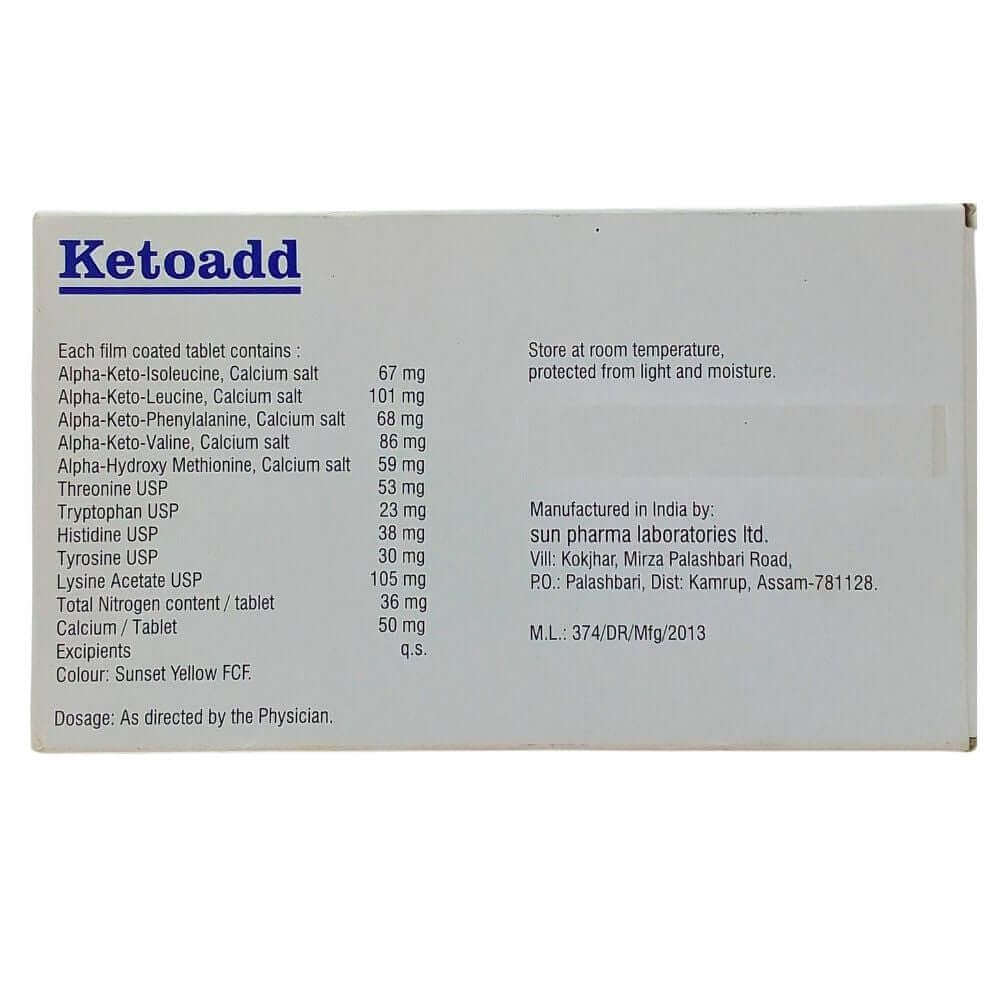 Ketoadd
Each film coated tablet contains :
Alpha-Keto-Isoleucine, Calcium salt 67 mg
Alpha-Keto-Leucine, Calcium salt 101 mg
Alpha-Keto-Phenylalanine, Calcium salt 68 mg
Alpha-Keto-Valine, Calcium salt 86 mg
Alpha-Hydroxy Methionine, Calcium salt 59 mg
Threonine USP 53 mg
Tryptophan USP 23 mg
Histidine USP 38 mg
Tyrosine USP 30 mg
Lysine Acetate USP 105 mg
Total Nitrogen content / tablet 36 mg
Calcium / Tablet 50 mg
Excipients q.s.
Colour: Sunset Yellow FCF.
Dosage: As directed by the Physician.
Store at room temperature,
protected from light and moisture.
Manufactured in India by:
sun pharma laboratories ltd.
Vill: Kokjhar, Mirza Palashbari Road,
P.O.: Palashbari, Dist: Kamrup, Assam-781128.
M.L.: 374/DR/Mfg/2013